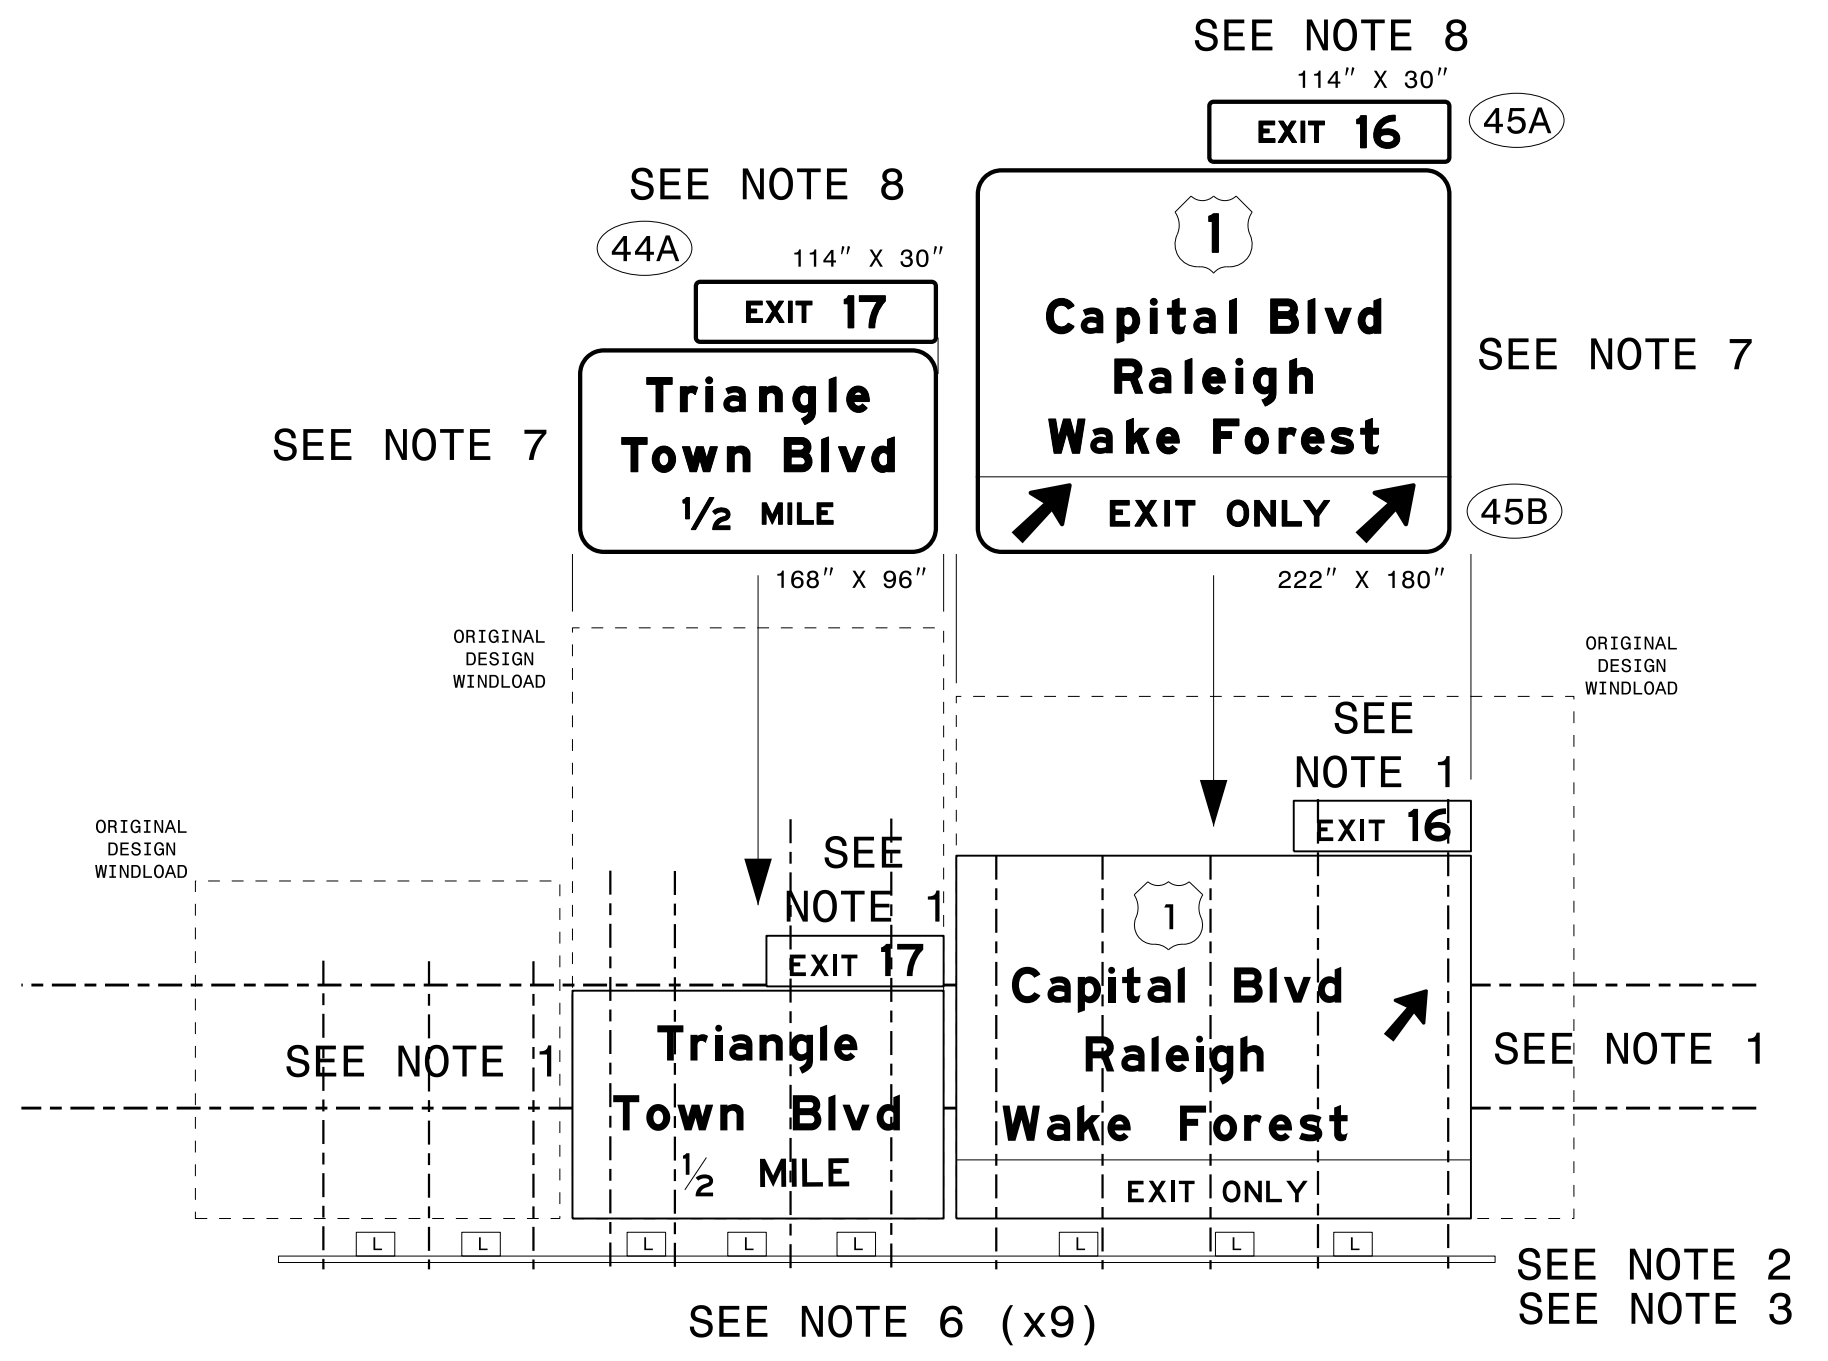 SEE NOTE 8
114" X 30"
EXIT 16
45A
SEE NOTE 8
44A
114" X 30"
EXIT 17
1
Capital Blvd
Raleigh
Wake Forest
EXIT ONLY
SEE NOTE 7
45B
222" X 180"
SEE NOTE 7
Triangle
Town Blvd
1/2 MILE
168" X 96"
ORIGINAL
DESIGN
WINDLOAD
ORIGINAL
DESIGN
WINDLOAD
ORIGINAL
DESIGN
WINDLOAD
SEE
NOTE 1
EXIT 16
SEE
NOTE 1
EXIT 17
SEE NOTE 1
Triangle
Town Blvd
1/2 MILE
1
Capital Blvd
Raleigh
Wake Forest
EXIT ONLY
SEE NOTE 1
L L L L L L L L
SEE NOTE 2
SEE NOTE 3
SEE NOTE 6 (x9)